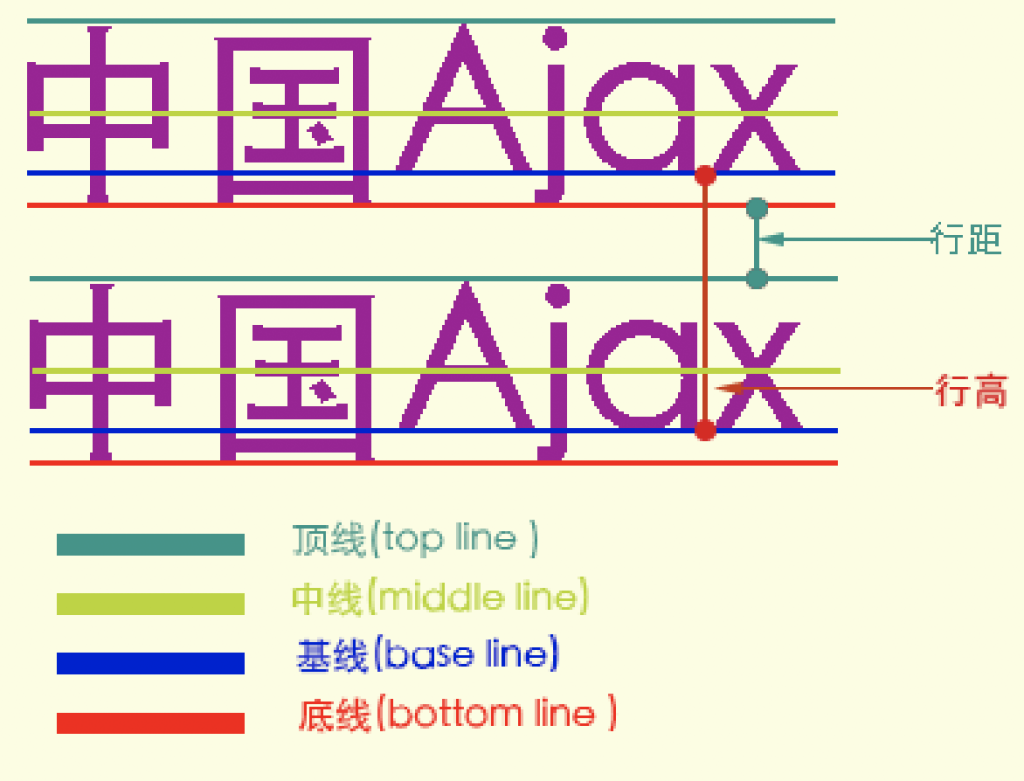 中国Ajax
行距
中国Ajax
行高
顶线(top line )
中线(middle line)
基线(base line)
底线(bottom line )